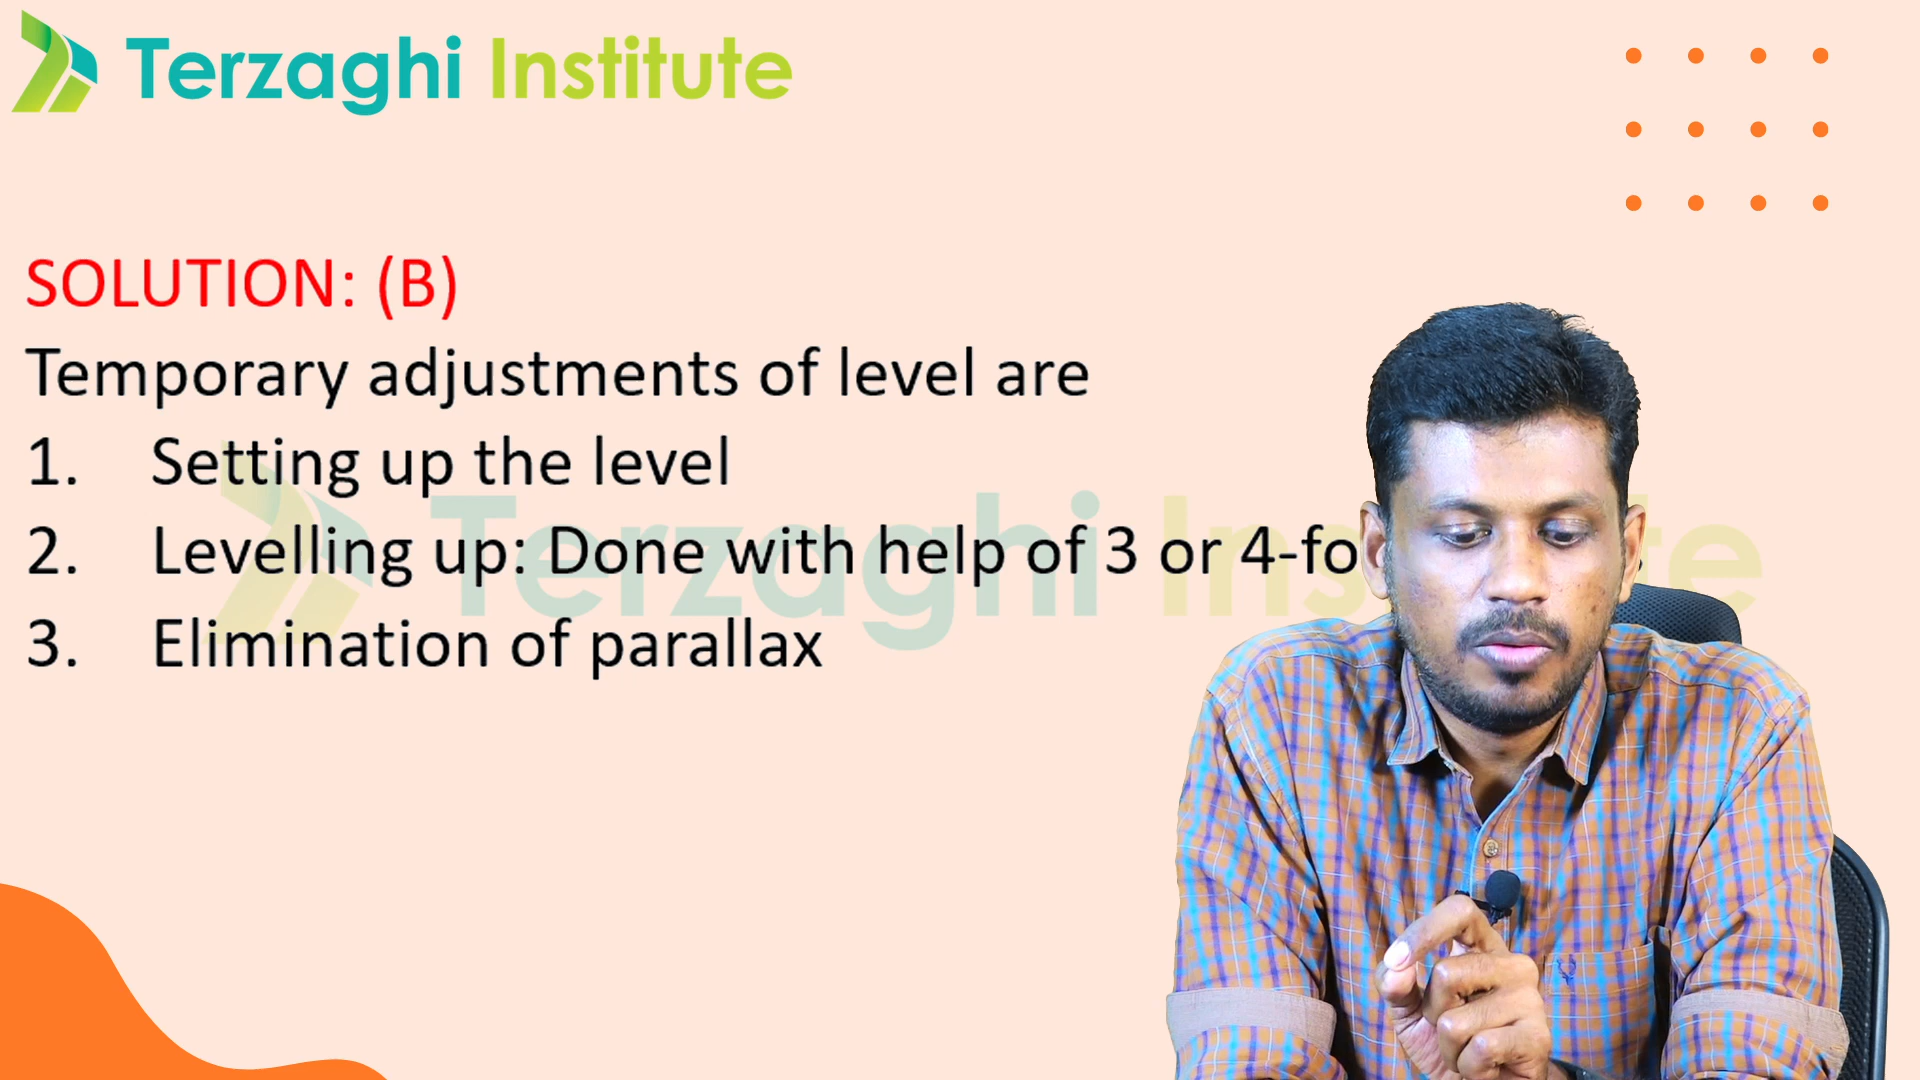 Terzaghi Institute
SOLUTION: (B)
Temporary adjustments of level are
1. Setting up the level
2. Levelling up: Done with help of 3 or 4-fo
3. Elimination of parallax